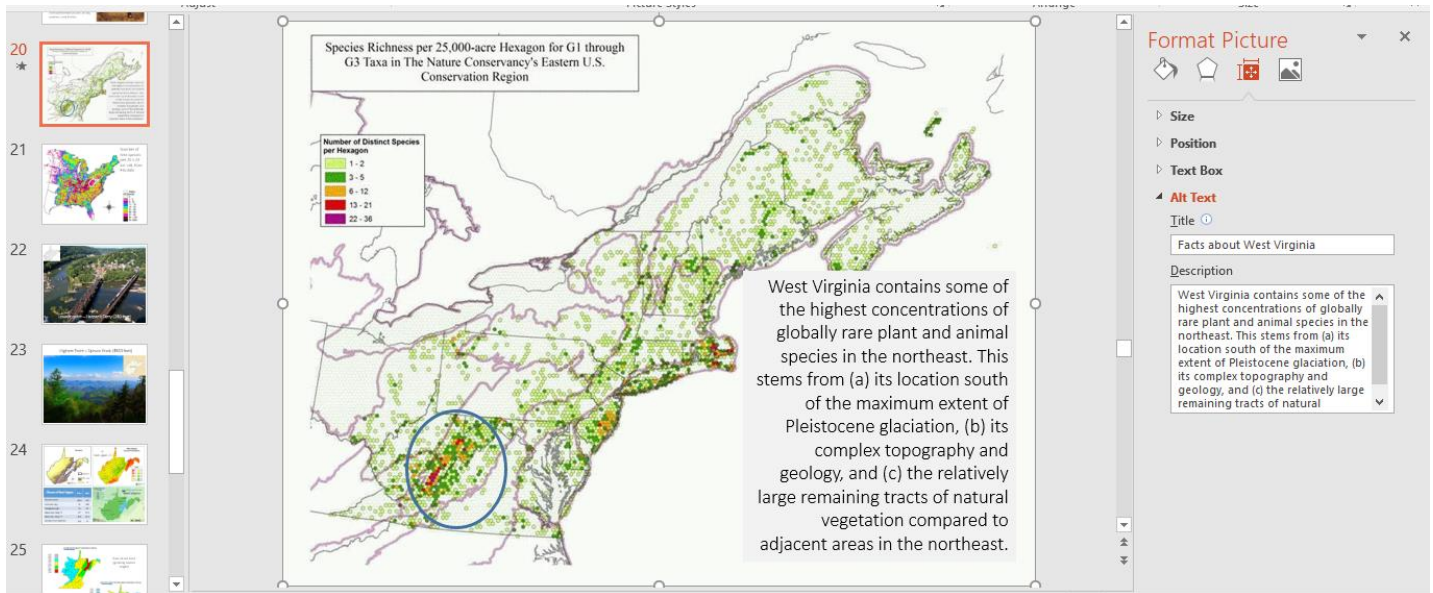 Adjust
Picture Styles
Arrange
Size
20
21
22
23
24
25
Species Richness per 25,000-acre Hexagon for G1 through
G3 Taxa in The Nature Conservancy's Eastern U.S.
Conservation Region
Number of Distinct Species
per Hexagon
1 - 2
3 - 5
6 - 12
13 - 21
22 - 36
West Virginia contains some of
the highest concentrations of
globally rare plant and animal
species in the northeast. This
stems from (a) its location south
of the maximum extent of
Pleistocene glaciation, (b) its
complex topography and
geology, and (c) the relatively
large remaining tracts of natural
vegetation compared to
adjacent areas in the northeast.
Format Picture
Size
Position
Text Box
Alt Text
Title
Facts about West Virginia
Description
West Virginia contains some of the
highest concentrations of globally
rare plant and animal species in the
northeast. This stems from (a) its
location south of the maximum
extent of Pleistocene glaciation, (b)
its complex topography and
geology, and (c) the relatively large
remaining tracts of natural